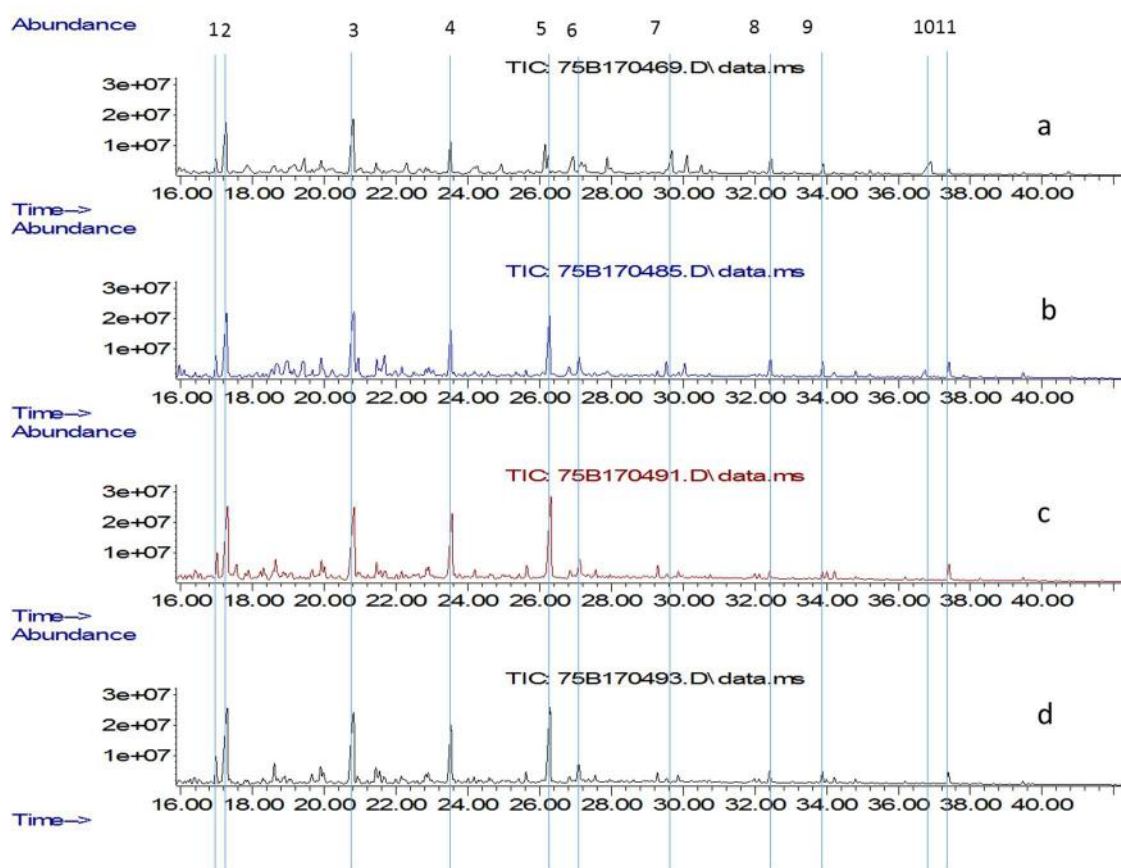 Abundance 12 3 4 5 6 7 8 9 1011
TIC: 75B170469.D\data.ms
3e+07
2e+07
1e+07
a
16.00 18.00 20.00 22.00 24.00 26.00 28.00 30.00 32.00 34.00 36.00 38.00 40.00
Time-->
Abundance
TIC: 75B170485.D\data.ms
3e+07
2e+07
1e+07
b
16.00 18.00 20.00 22.00 24.00 26.00 28.00 30.00 32.00 34.00 36.00 38.00 40.00
Time-->
Abundance
TIC: 75B170491.D\data.ms
3e+07
2e+07
1e+07
c
16.00 18.00 20.00 22.00 24.00 26.00 28.00 30.00 32.00 34.00 36.00 38.00 40.00
Time-->
Abundance
TIC: 75B170493.D\data.ms
3e+07
2e+07
1e+07
d
16.00 18.00 20.00 22.00 24.00 26.00 28.00 30.00 32.00 34.00 36.00 38.00 40.00
Time-->